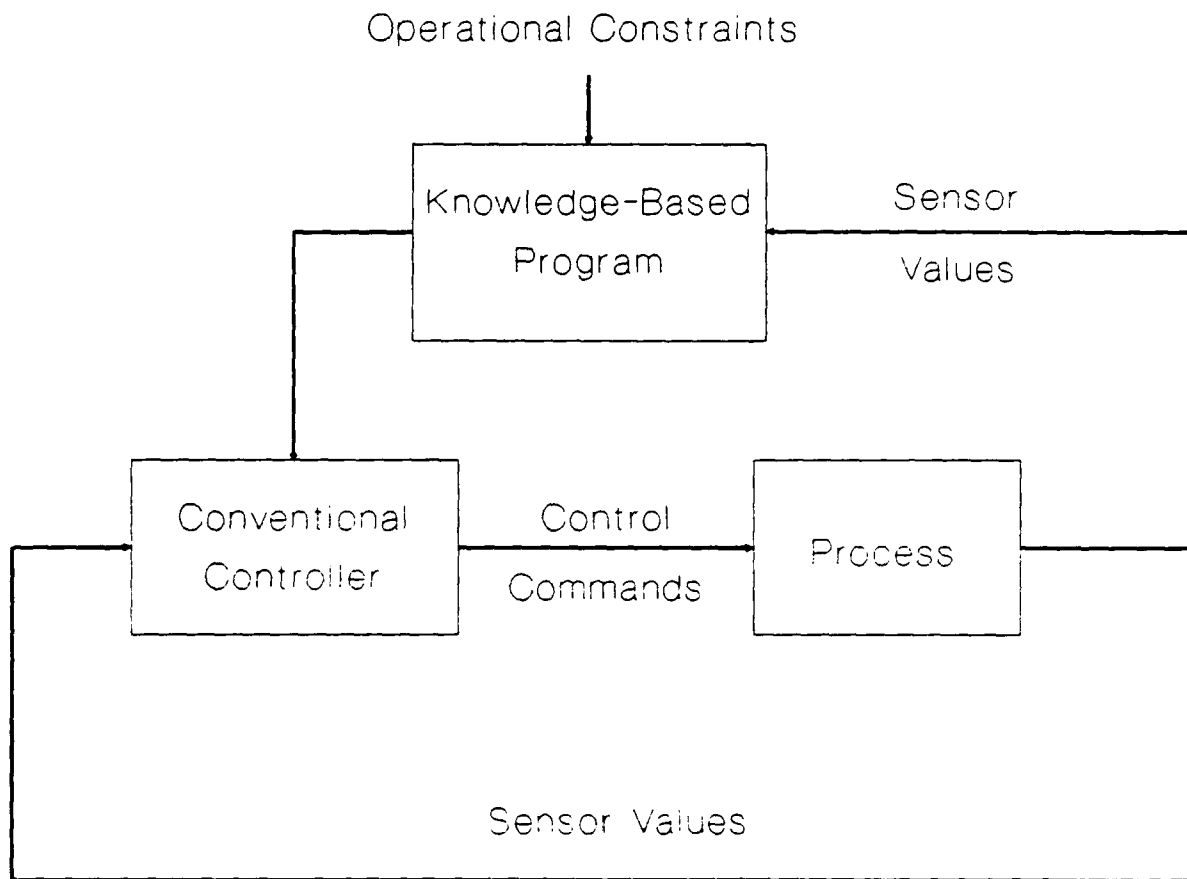 Operational Constraints
Knowledge-Based
Program
Sensor
Values
Conventional
Controller
Control
Commands
Process
Sensor Values